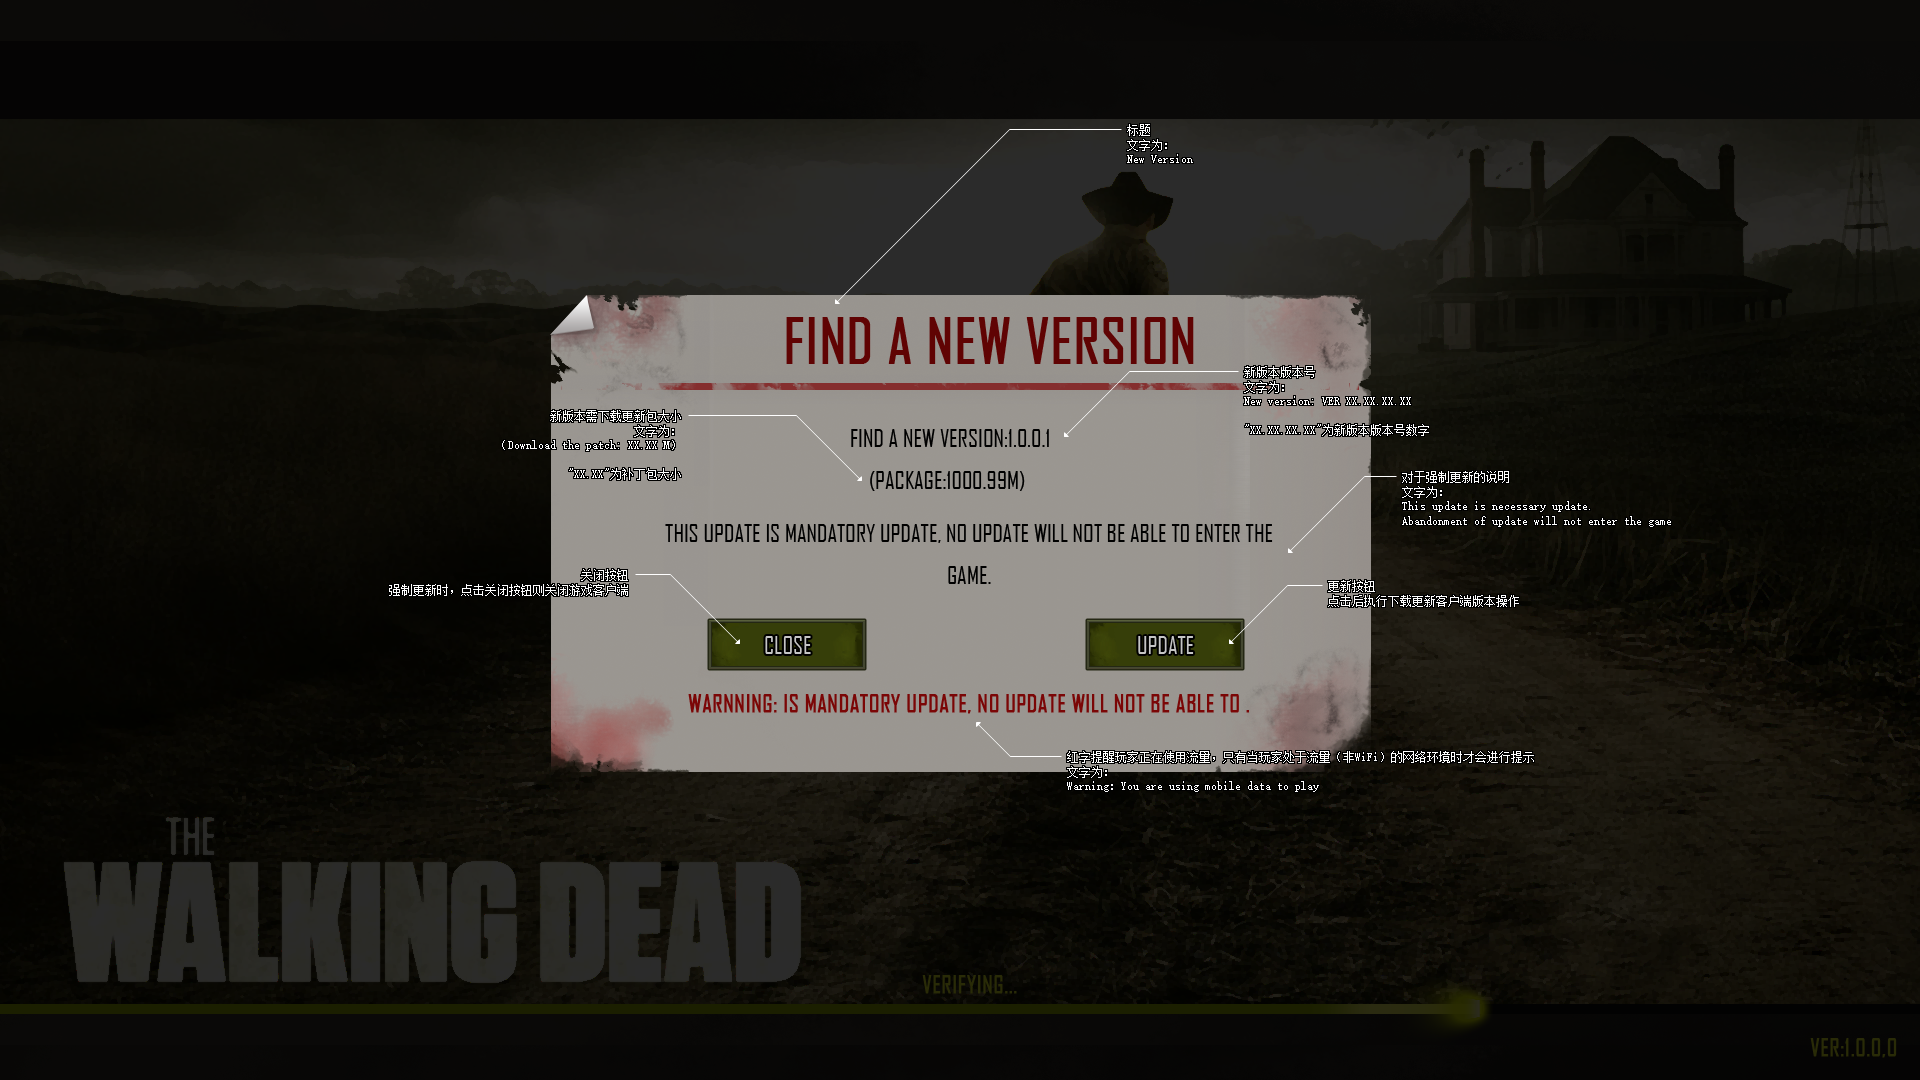 标题
文字为:
New Version
FIND A NEW VERSION
新版本版本号
文字为:
New version: VER XX.XX.XX.XX
"XX.XX.XX.XX"为新版本版本号数字
新版本需下载更新包大小
文字为:
(Download the patch: XX.XX M)
"XX.XX"为补丁包大小
FIND A NEW VERSION:1.0.0.1
(PACKAGE:1000.99M)
对于强制更新的说明
文字为:
This update is necessary update.
Abandonment of update will not enter the game
THIS UPDATE IS MANDATORY UPDATE, NO UPDATE WILL NOT BE ABLE TO ENTER THE
GAME.
关闭按钮
强制更新时，点击关闭按钮则关闭游戏客户端
更新按钮
点击后执行下载更新客户端版本操作
CLOSE
UPDATE
WARNNING: IS MANDATORY UPDATE, NO UPDATE WILL NOT BE ABLE TO .
红字提醒玩家正在使用流量，只有当玩家处于流量（非WiFi）的网络环境时才会进行提示
文字为:
Warning: You are using mobile data to play
THE
WALKING DEAD
VERIFYING...
VER:1.0.0,0